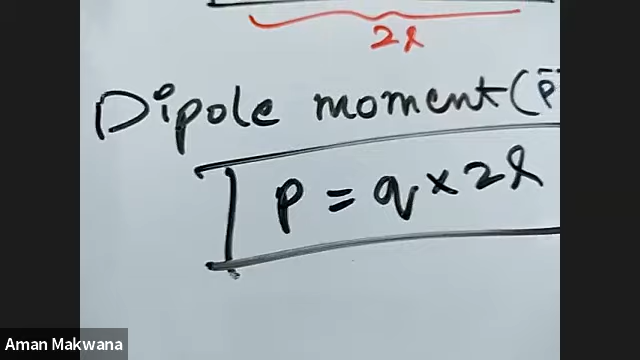 2l
Dipole moment (p
p = q × 2l
Aman Makwana